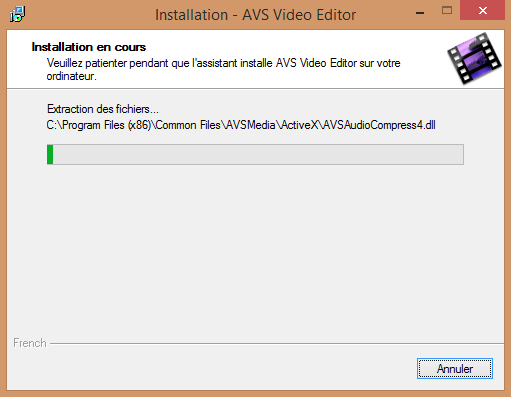 Installation - AVS Video Editor
Installation en cours
Veuillez patienter pendant que l'assistant installe AVS Video Editor sur votre
ordinateur.
Extraction des fichiers...
C:\Program Files (x86)\Common Files\AVSMedia\ActiveX\AVSAudioCompress4.dll
French
Annuler